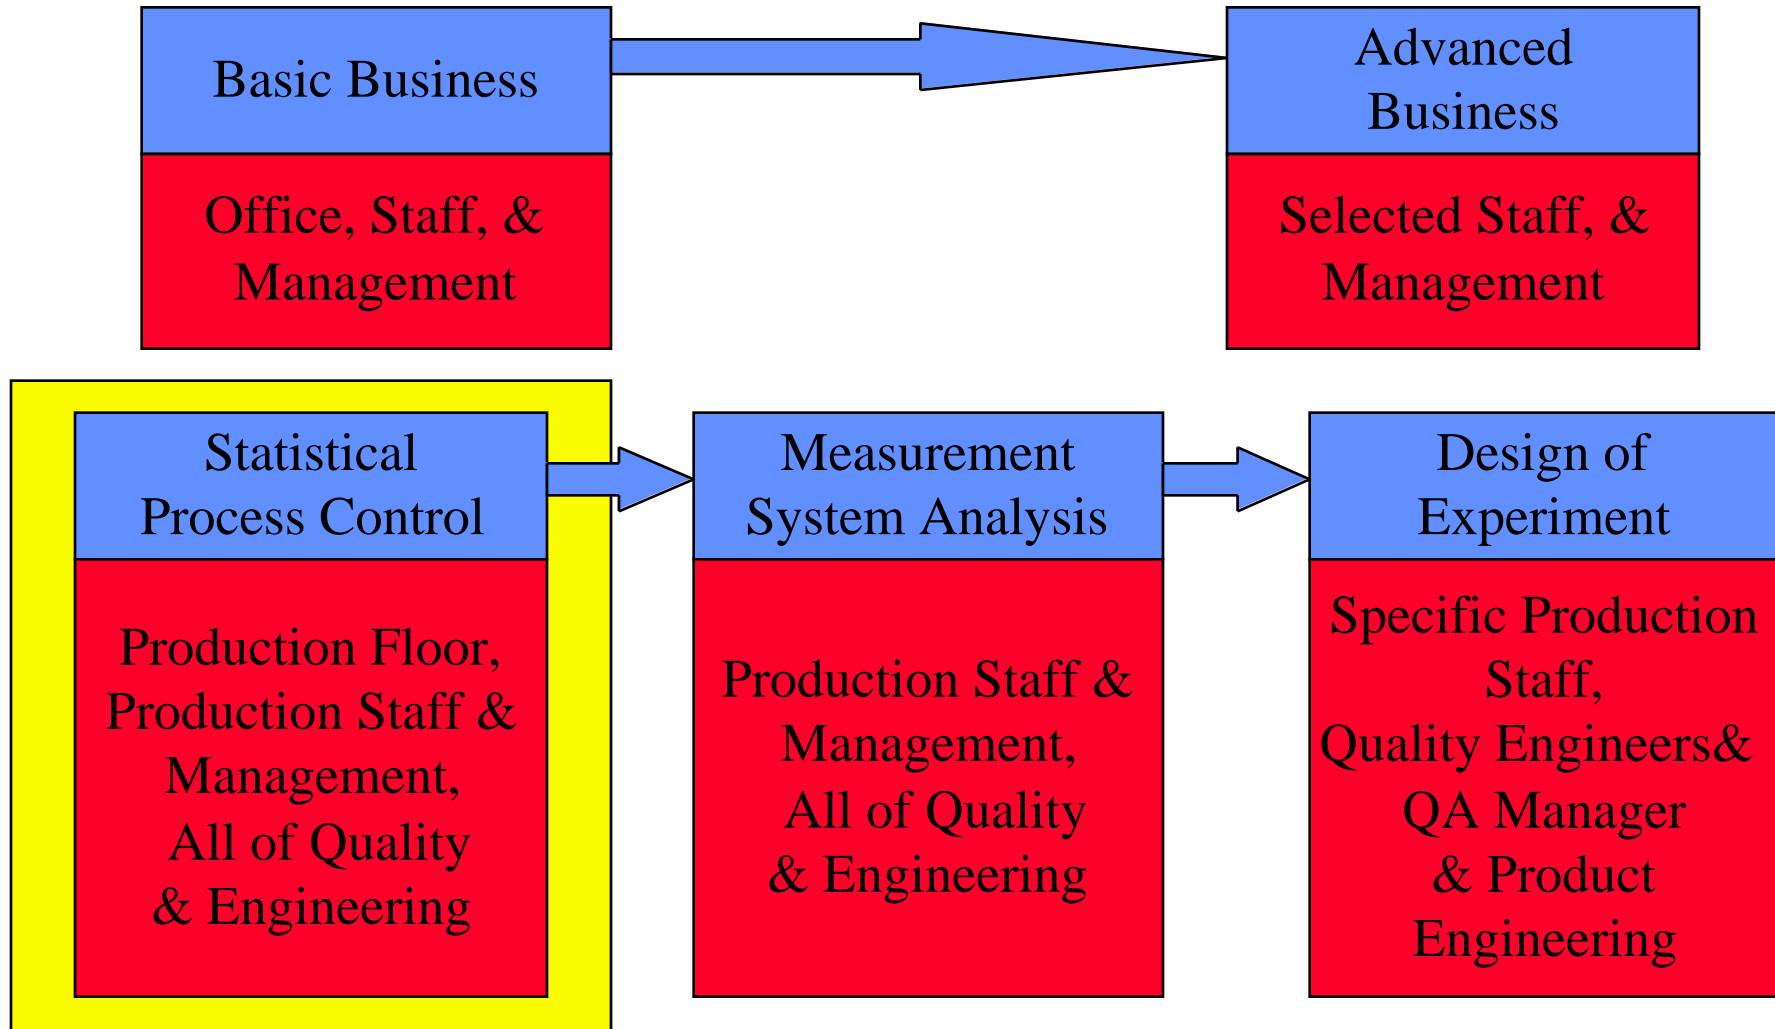 Basic Business
Advanced
Business
Office, Staff, &
Management
Selected Staff, &
Management
Statistical
Process Control
Production Floor,
Production Staff &
Management,
All of Quality
& Engineering
Measurement
System Analysis
Production Staff &
Management,
All of Quality
& Engineering
Design of
Experiment
Specific Production
Staff,
Quality Engineers&
QA Manager
& Product
Engineering